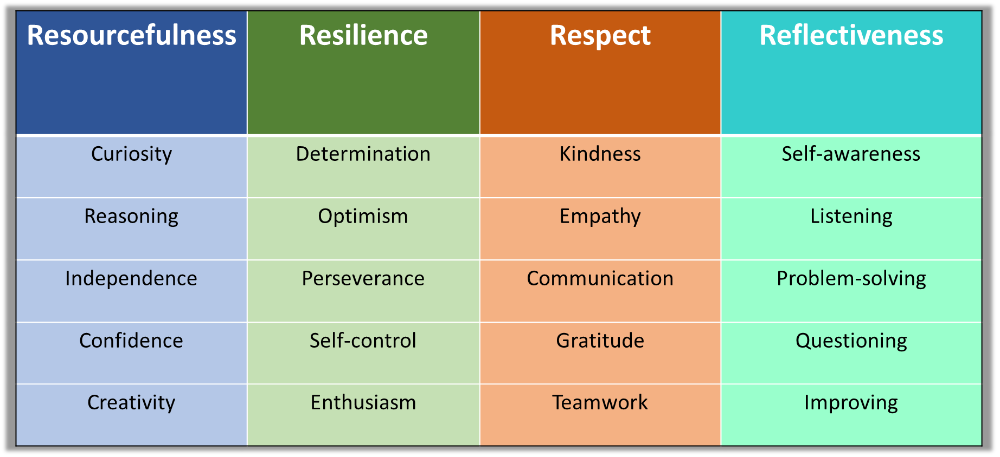 Resourcefulness Resilience Respect Reflectiveness
Curiosity Determination Kindness Self-awareness
Reasoning Optimism Empathy Listening
Independence Perseverance Communication Problem-solving
Confidence Self-control Gratitude Questioning
Creativity Enthusiasm Teamwork Improving